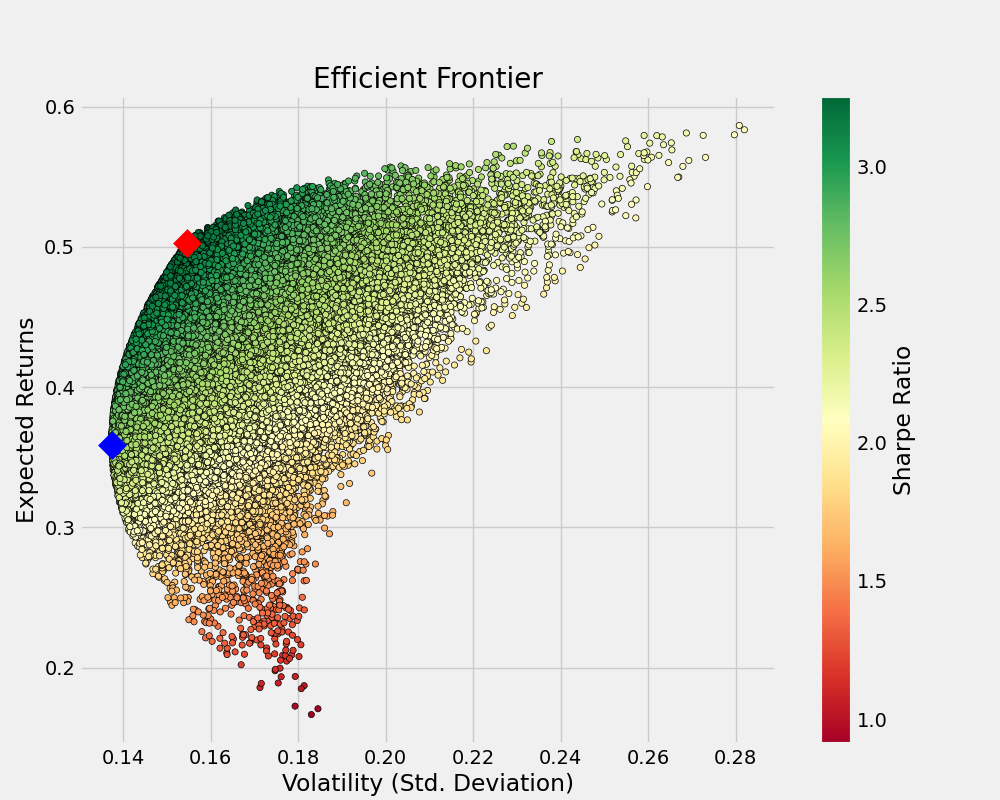 Efficient Frontier
0.6
0.5
0.4
0.3
0.2
Expected Returns
0.14 0.16 0.18 0.20 0.22 0.24 0.26 0.28
Volatility (Std. Deviation)
3.0
2.5
2.0
1.5
1.0
Sharpe Ratio